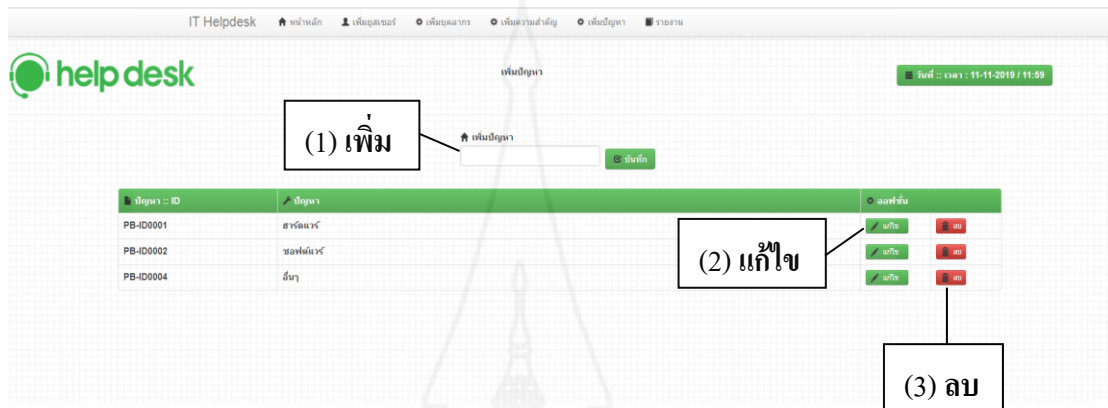 IT Helpdesk หน้าหลัก เพิ่มยูสเซอร์ เพิ่มบุคลากร เพิ่มความสำคัญ เพิ่มปัญหา รายงาน
help desk
เพิ่มปัญหา
วันที่ :: เวลา : 11-11-2019 / 11:59
(1) เพิ่ม
เพิ่มปัญหา
บันทึก
ปัญหา :: ID ปัญหา ออฟชั่น
PB-ID0001 ฮาร์ดแวร์ แก้ไข ลบ
PB-ID0002 ซอฟต์แวร์ แก้ไข ลบ
(2) แก้ไข
PB-ID0004 อื่นๆ แก้ไข ลบ
(3) ลบ